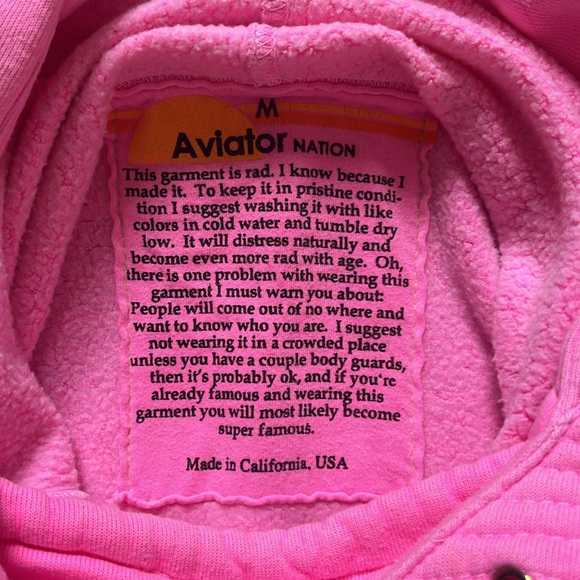 M
Aviator NATION
This garment is rad. I know because I
made it. To keep it in pristine condi-
tion I suggest washing it with like
colors in cold water and tumble dry
low. It will distress naturally and
become even more rad with age. Oh,
there is one problem with wearing this
garment I must warn you about:
People will come out of no where and
want to know who you are. I suggest
not wearing it in a crowded place
unless you have a couple body guards,
then it's probably ok, and if you're
already famous and wearing this
garment you will most likely become
super famous.
Made in California, USA